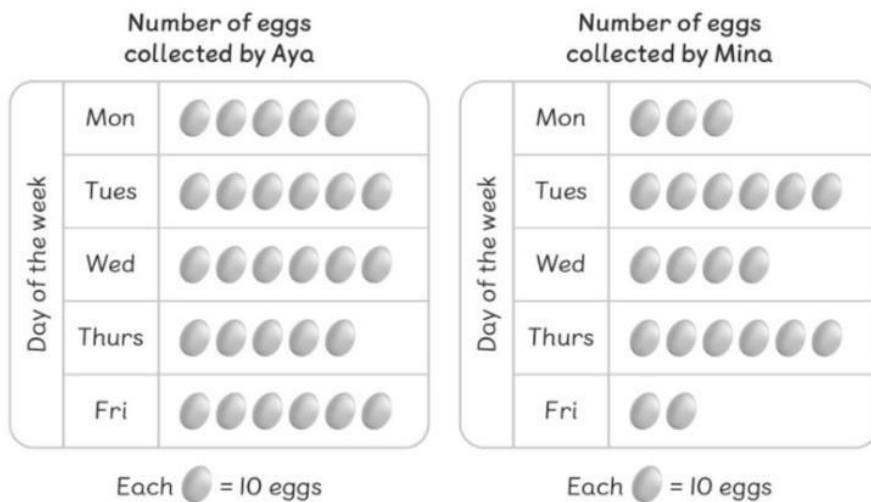 Number of eggs
collected by Aya
Day of the week
Mon
Tues
Wed
Thurs
Fri
Each = 10 eggs
Number of eggs
collected by Mina
Day of the week
Mon
Tues
Wed
Thurs
Fri
Each = 10 eggs